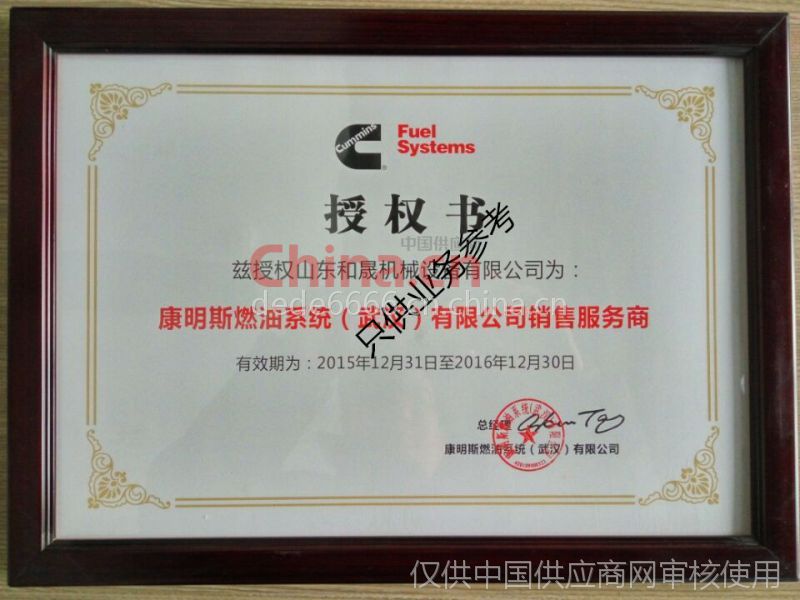 Cummins
Fuel
Systems
授权书
中国供应
China.cn
兹授权山东和晟机械设备有限公司为：
dede6666.cn.china.cn
康明斯燃油系统（武汉）有限公司销售服务商
只供业务参考
有效期为：2015年12月31日至2016年12月30日
总经理
康明斯燃油系统（武汉）有限公司
仅供中国供应商网审核使用